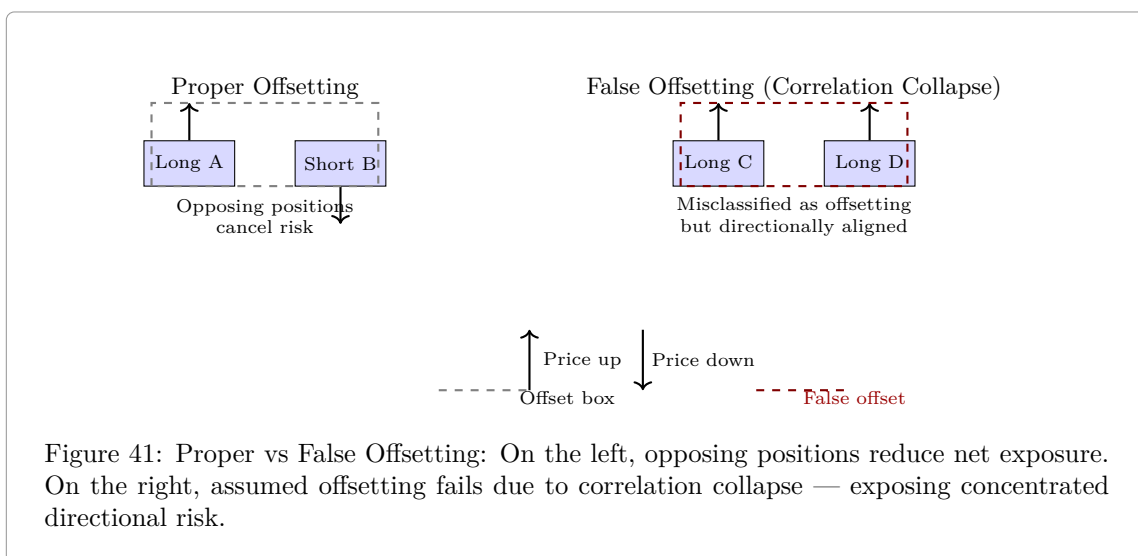 Proper Offsetting
False Offsetting (Correlation Collapse)
Long A
Short B
Long C
Long D
Opposing positions
cancel risk
Misclassified as offsetting
but directionally aligned
Price up
Price down
Offset box
False offset
Figure 41: Proper vs False Offsetting: On the left, opposing positions reduce net exposure.
On the right, assumed offsetting fails due to correlation collapse — exposing concentrated
directional risk.